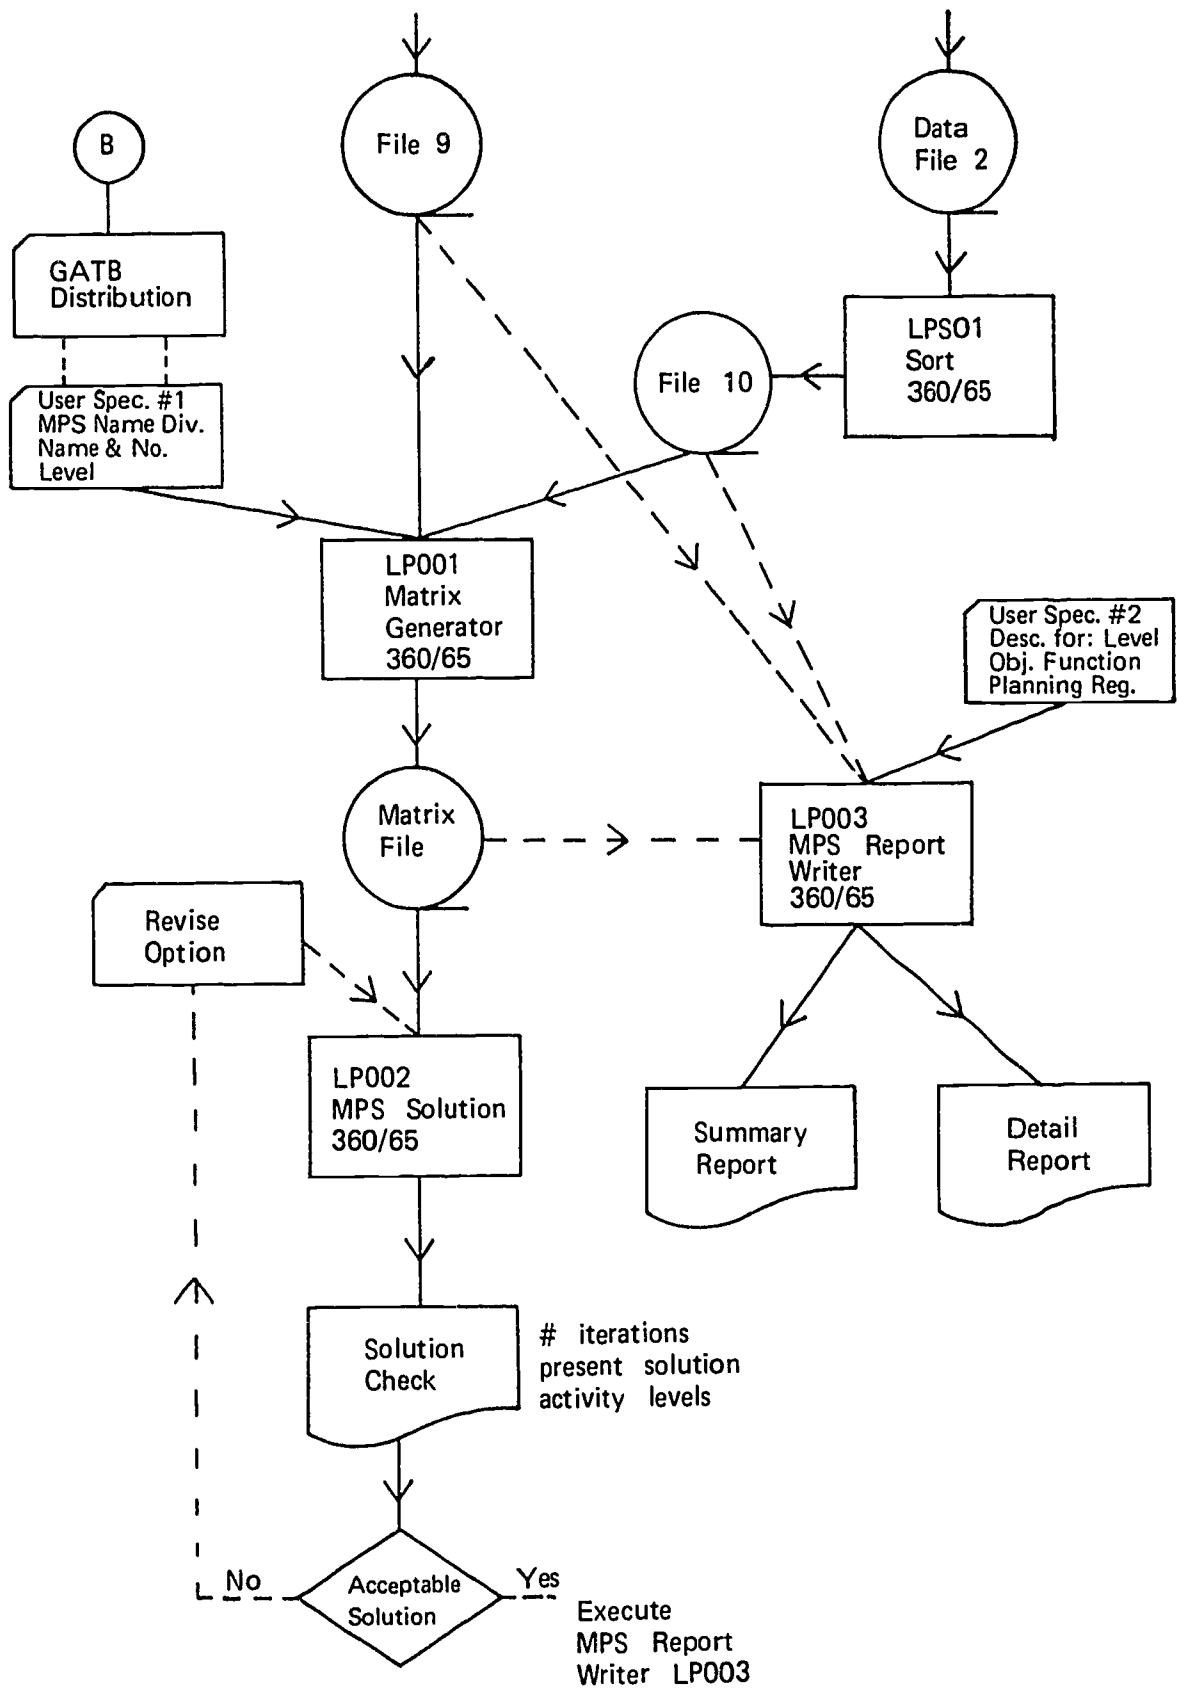 File 9
Data
File 2
B
GATB
Distribution
LPS01
Sort
360/65
File 10
User Spec. #1
MPS Name Div.
Name & No.
Level
LP001
Matrix
Generator
360/65
User Spec. #2
Desc. for: Level
Obj. Function
Planning Reg.
Matrix
File
LP003
MPS Report
Writer
360/65
Revise
Option
LP002
MPS Solution
360/65
Summary
Report
Detail
Report
Solution
Check
# iterations
present solution
activity levels
No
Acceptable
Solution
Yes
Execute
MPS Report
Writer LP003